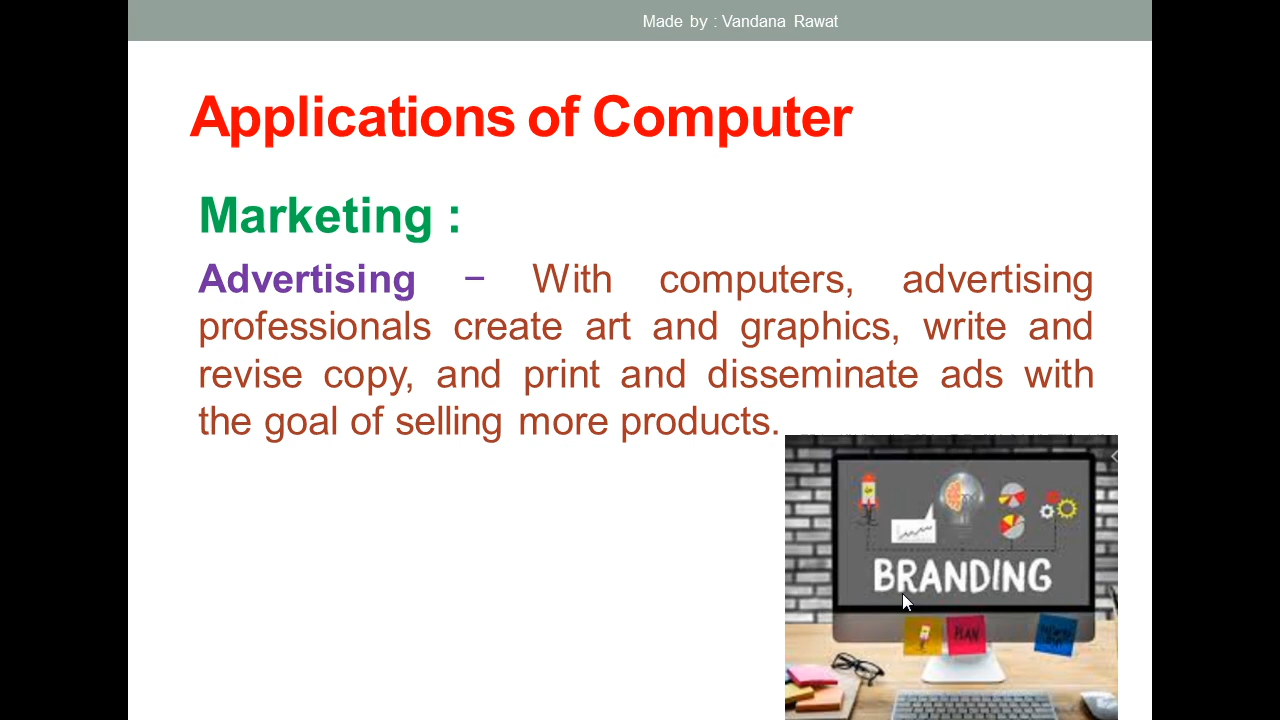 Made by : Vandana Rawat
Applications of Computer
Marketing :
Advertising − With computers, advertising
professionals create art and graphics, write and
revise copy, and print and disseminate ads with
the goal of selling more products.
BRANDING
PLAN